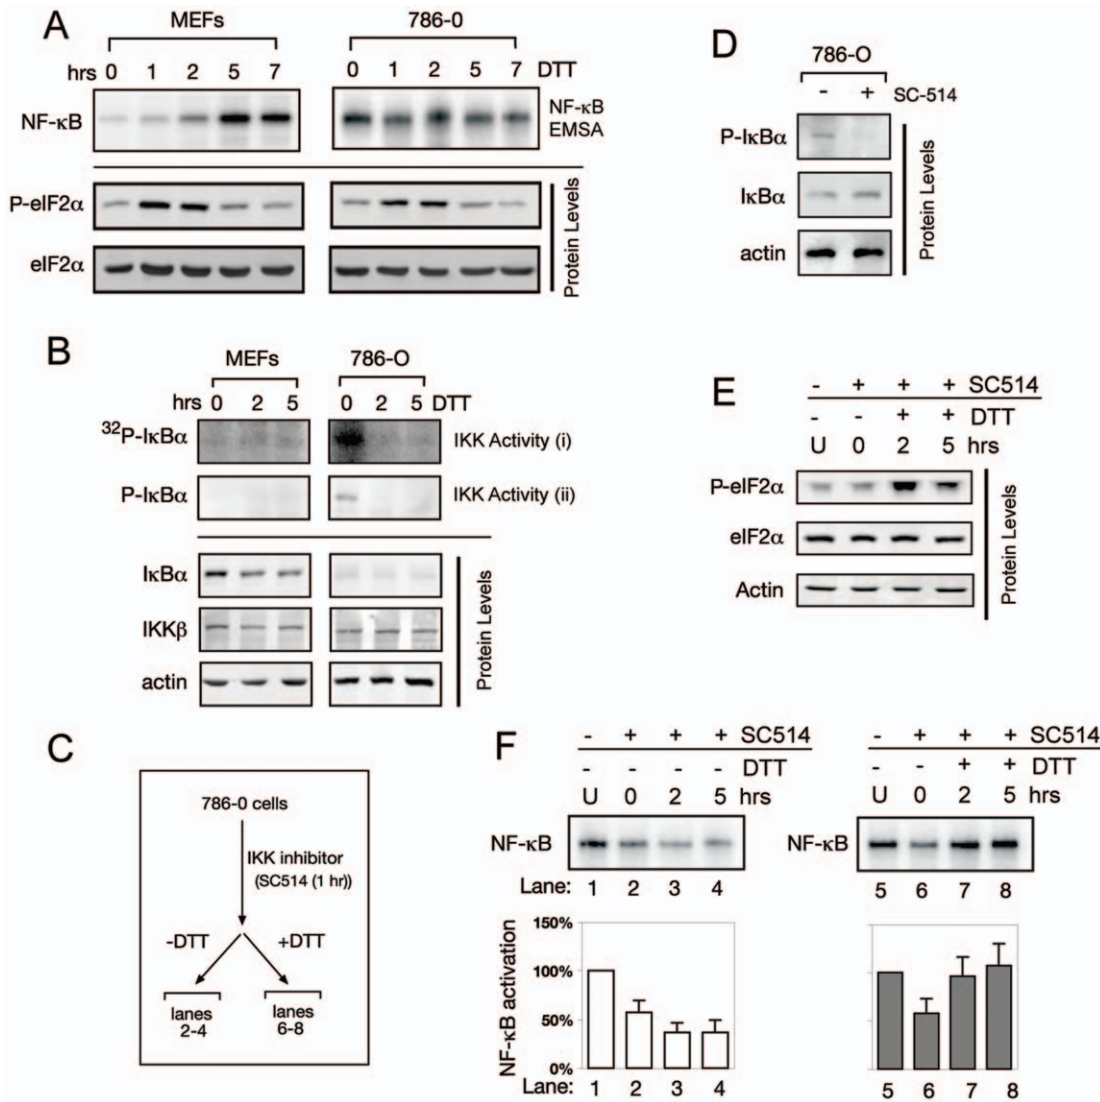 A
MEFs
786-0
hrs 0 1 2 5 7
0 1 2 5 7 DTT
NF-κB
NF-κB
EMSA
P-eIF2α
eIF2α
Protein Levels
B
MEFs
786-O
hrs 0 2 5
0 2 5 DTT
32P-IκBα
IKK Activity (i)
P-IκBα
IKK Activity (ii)
IκBα
IKKβ
actin
Protein Levels
C
786-0 cells
IKK inhibitor
(SC514 (1 hr))
-DTT
+DTT
lanes
2-4
lanes
6-8
D
786-O
- + SC-514
P-IκBα
IκBα
actin
Protein Levels
E
- + + + SC514
- - + + DTT
U 0 2 5 hrs
P-eIF2α
eIF2α
Actin
Protein Levels
F
- + + + SC514
- - - - DTT
U 0 2 5 hrs
NF-κB
Lane: 1 2 3 4
NF-κB activation
150%
100%
50%
0%
Lane: 1 2 3 4
- + + + SC514
- - + + DTT
U 0 2 5 hrs
NF-κB
5 6 7 8
5 6 7 8